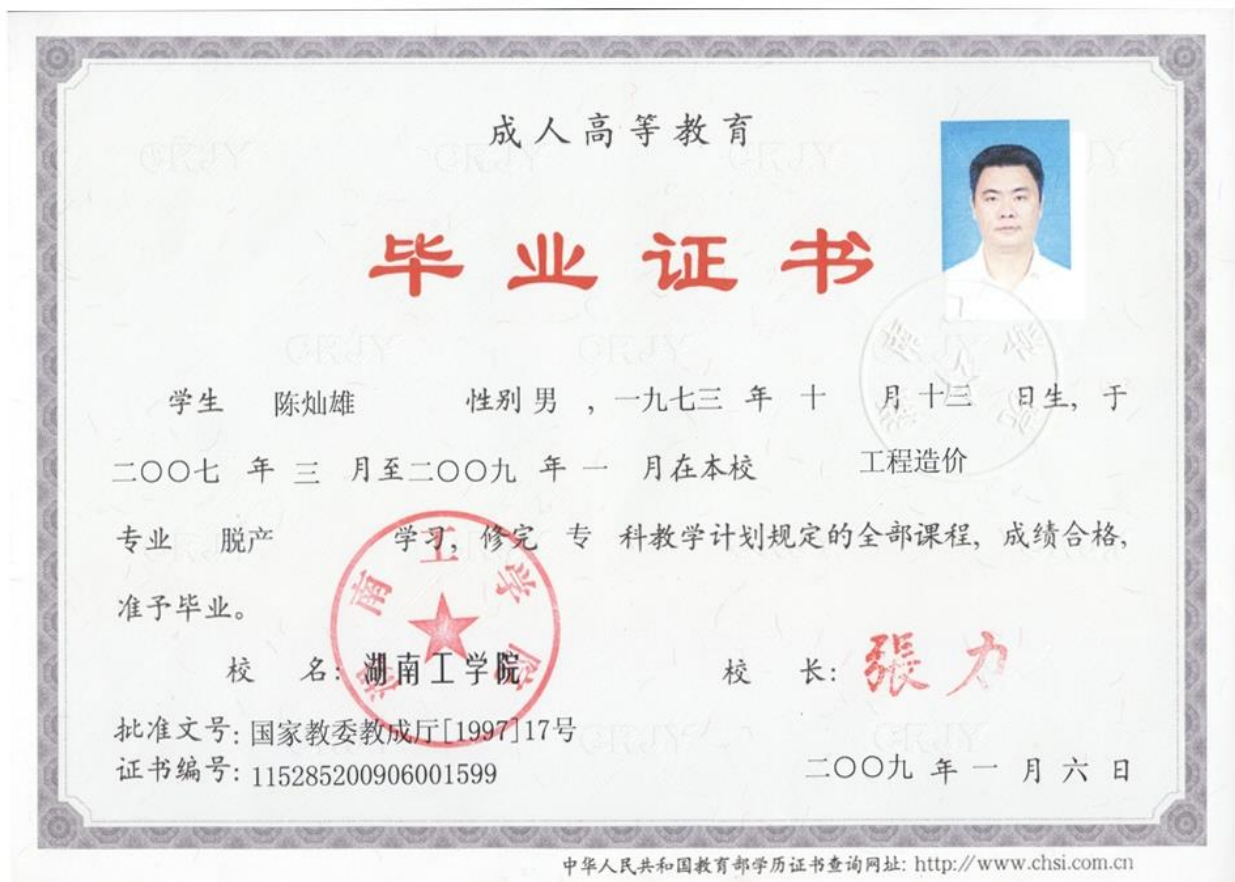 成人高等教育
毕业证书
学生 陈灿雄 性别 男 , 一九七三 年 十 月 十三 日生, 于
二〇〇七 年 三 月至 二〇〇九 年 一 月在本校 工程造价
专业 脱产 学习, 修完 专 科教学计划规定的全部课程, 成绩合格,
准予毕业。
校 名: 湖南工学院 校 长: 張力
批准文号: 国家教委教成厅[1997]17号
证书编号: 115285200906001599 二〇〇九 年 一 月 六 日
湖南工学院
中华人民共和国教育部学历证书查询网址: http://www.chsi.com.cn